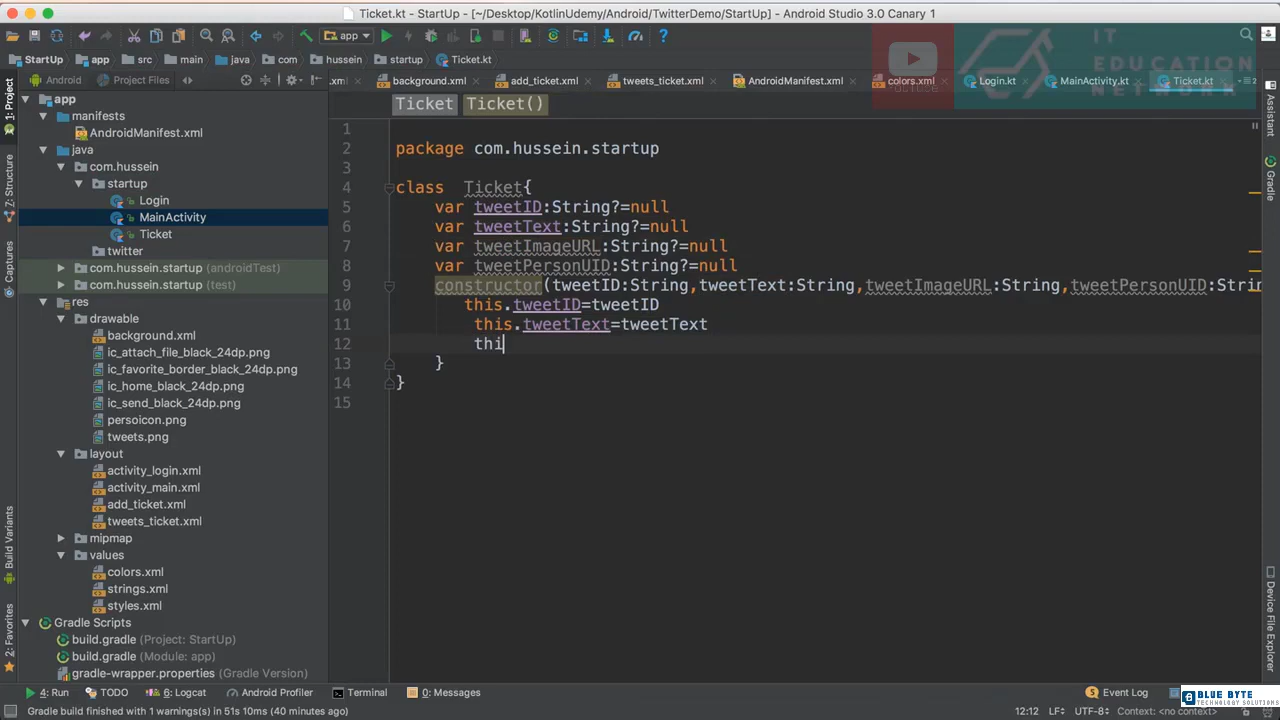 Ticket.kt - StartUp - [~/Desktop/KotlinUdemy/Android/TwitterDemo/StartUp] - Android Studio 3.0 Canary 1
app
StartUp app src main java com hussein startup Ticket.kt
YOUTUBE
IT
EDUCATION
NETWORK
Android Project Files
.xml background.xml add_ticket.xml tweets_ticket.xml AndroidManifest.xml colors.xml Login.kt MainActivity.kt Ticket.kt
Ticket Ticket()
app
manifests
AndroidManifest.xml
java
com.hussein
startup
Login
MainActivity
Ticket
twitter
com.hussein.startup (androidTest)
com.hussein.startup (test)
res
drawable
background.xml
ic_attach_file_black_24dp.png
ic_favorite_border_black_24dp.png
ic_home_black_24dp.png
ic_send_black_24dp.png
persoicon.png
tweets.png
layout
activity_login.xml
activity_main.xml
add_ticket.xml
tweets_ticket.xml
mipmap
values
colors.xml
strings.xml
styles.xml
Gradle Scripts
build.gradle (Project: StartUp)
build.gradle (Module: app)
gradle-wrapper.properties (Gradle Version)
1
2 package com.hussein.startup
3
4 class Ticket{
5 var tweetID:String?=null
6 var tweetText:String?=null
7 var tweetImageURL:String?=null
8 var tweetPersonUID:String?=null
9 constructor(tweetID:String,tweetText:String,tweetImageURL:String,tweetPersonUID:Strin
10 this.tweetID=tweetID
11 this.tweetText=tweetText
12 thi
13 }
14 }
15
1: Project
7: Structure
Captures
Build Variants
2: Favorites
Assistant
Gradle
Device File Explorer
4: Run TODO 6: Logcat Android Profiler Terminal 0: Messages Event Log
BLUE BYTE
TECHNOLOGY SOLUTIONS
Gradle build finished with 1 warnings(s) in 51s 10ms (40 minutes ago) 12:12 LF÷ UTF-8÷ Context: <no context>